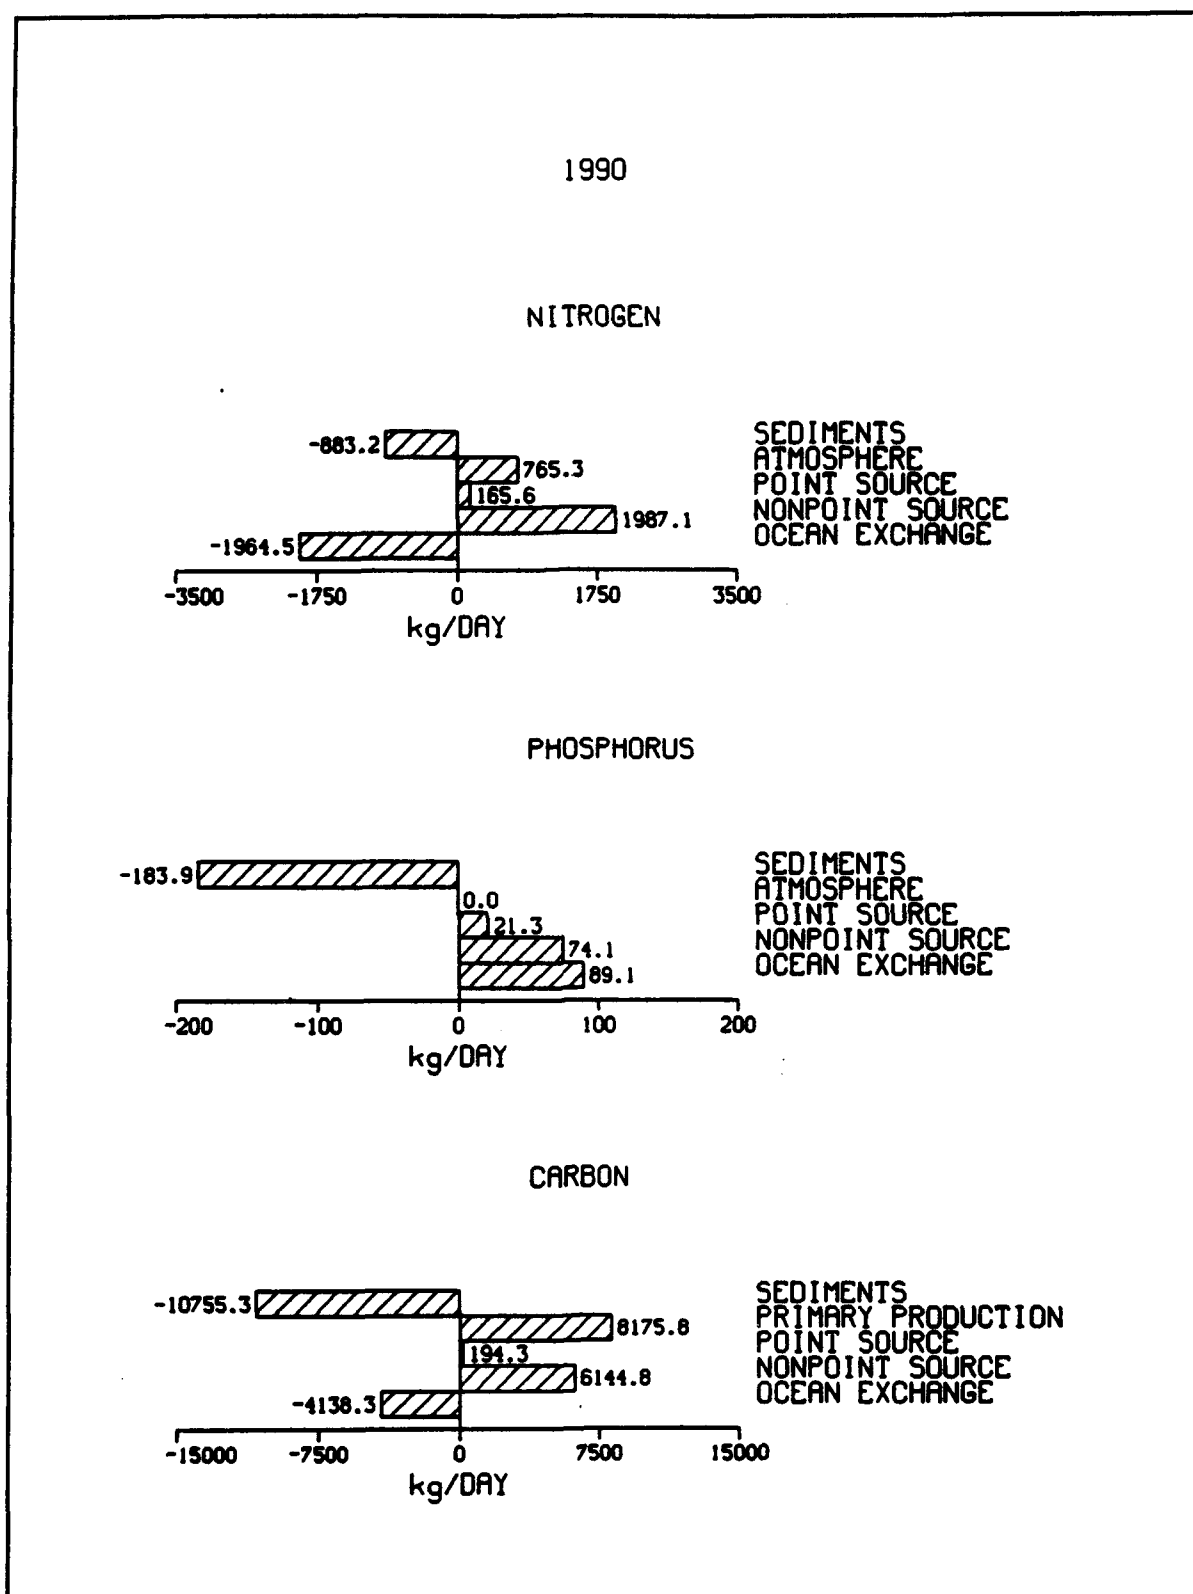 1990
NITROGEN
-883.2 SEDIMENTS
765.3 ATMOSPHERE
165.6 POINT SOURCE
1987.1 NONPOINT SOURCE
-1964.5 OCEAN EXCHANGE
-3500 -1750 0 1750 3500
kg/DAY
PHOSPHORUS
-183.9 SEDIMENTS
0.0 ATMOSPHERE
21.3 POINT SOURCE
74.1 NONPOINT SOURCE
89.1 OCEAN EXCHANGE
-200 -100 0 100 200
kg/DAY
CARBON
-10755.3 SEDIMENTS
8175.8 PRIMARY PRODUCTION
194.3 POINT SOURCE
6144.8 NONPOINT SOURCE
-4138.3 OCEAN EXCHANGE
-15000 -7500 0 7500 15000
kg/DAY